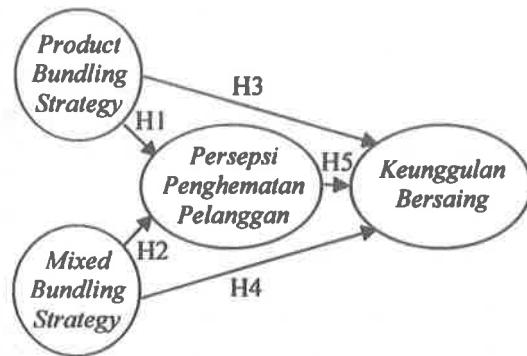 Product
Bundling
Strategy
H3
H1
Persepsi
Penghematan
Pelanggan
H5
Keunggulan
Bersaing
H2
Mixed
Bundling
Strategy
H4